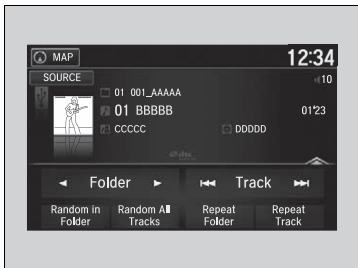 MAP
12:34
SOURCE
10
01 001_AAAAA
01 BBBBB
01'23
CCCCC
DDDDD
Folder
Track
Random in Folder
Random All Tracks
Repeat Folder
Repeat Track